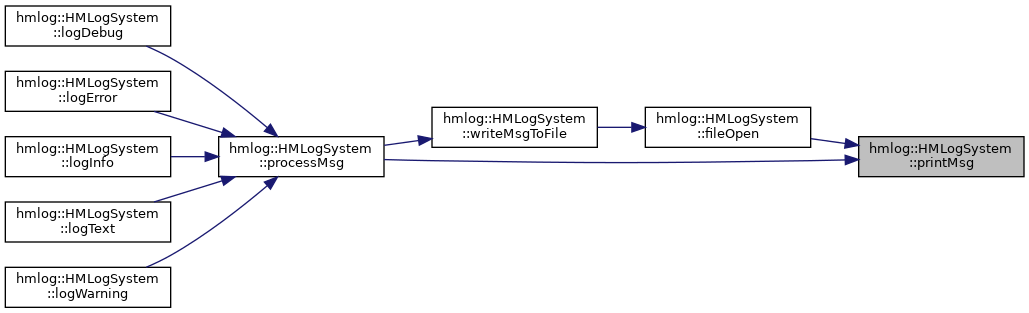 hmlog::HMLogSystem
::logDebug
hmlog::HMLogSystem
::logError
hmlog::HMLogSystem
::logInfo
hmlog::HMLogSystem
::logText
hmlog::HMLogSystem
::logWarning
hmlog::HMLogSystem
::processMsg
hmlog::HMLogSystem
::writeMsgToFile
hmlog::HMLogSystem
::fileOpen
hmlog::HMLogSystem
::printMsg